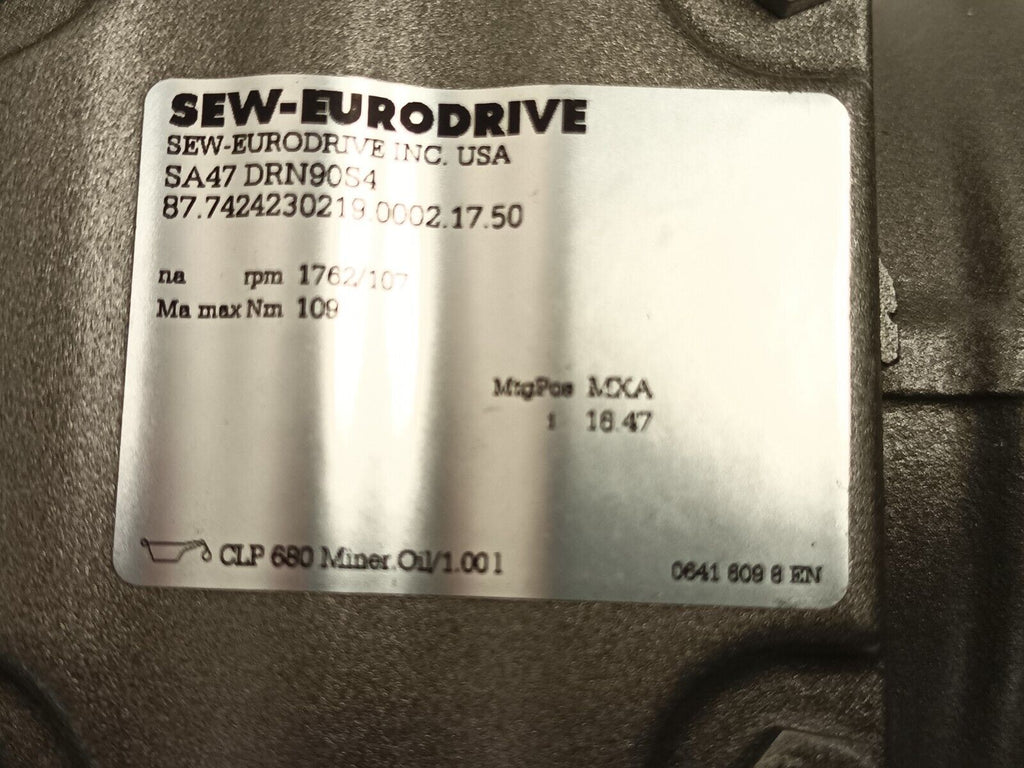 SEW-EURODRIVE
SEW-EURODRIVE INC. USA
SA47 DRN90S4
87.7424230219.0002.17.50
na rpm 1762/107
Ma max Nm 109
MtgPos MXA
i 16.47
CLP 680 Miner.Oil/1.00 l
0641 609 8 EN